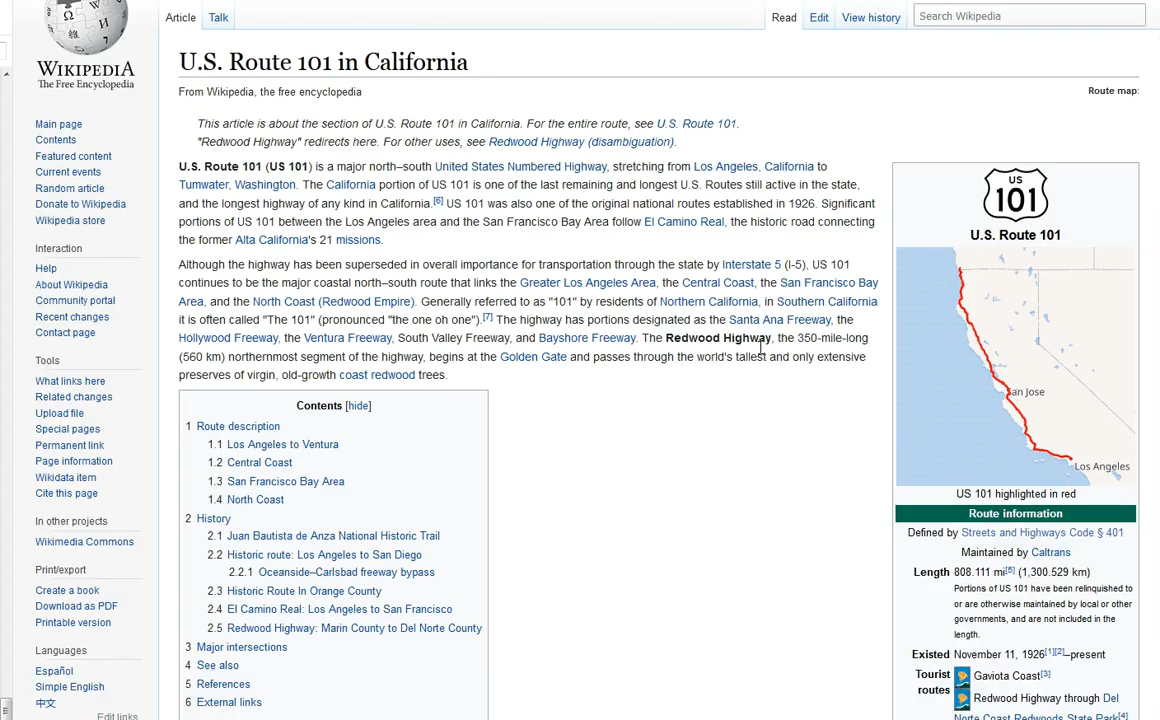 Article
Talk
Read
Edit
View history
Search Wikipedia
WIKIPEDIA
The Free Encyclopedia
Main page
Contents
Featured content
Current events
Random article
Donate to Wikipedia
Wikipedia store
Interaction
Help
About Wikipedia
Community portal
Recent changes
Contact page
Tools
What links here
Related changes
Upload file
Special pages
Permanent link
Page information
Wikidata item
Cite this page
In other projects
Wikimedia Commons
Print/export
Create a book
Download as PDF
Printable version
Languages
Español
Simple English
中文
Edit links
U.S. Route 101 in California
From Wikipedia, the free encyclopedia
Route map:
This article is about the section of U.S. Route 101 in California. For the entire route, see U.S. Route 101.
"Redwood Highway" redirects here. For other uses, see Redwood Highway (disambiguation).
U.S. Route 101 (US 101) is a major north–south United States Numbered Highway, stretching from Los Angeles, California to
Tumwater, Washington. The California portion of US 101 is one of the last remaining and longest U.S. Routes still active in the state,
and the longest highway of any kind in California.[6] US 101 was also one of the original national routes established in 1926. Significant
portions of US 101 between the Los Angeles area and the San Francisco Bay Area follow El Camino Real, the historic road connecting
the former Alta California's 21 missions.
Although the highway has been superseded in overall importance for transportation through the state by Interstate 5 (I-5), US 101
continues to be the major coastal north–south route that links the Greater Los Angeles Area, the Central Coast, the San Francisco Bay
Area, and the North Coast (Redwood Empire). Generally referred to as "101" by residents of Northern California, in Southern California
it is often called "The 101" (pronounced "the one oh one").[7] The highway has portions designated as the Santa Ana Freeway, the
Hollywood Freeway, the Ventura Freeway, South Valley Freeway, and Bayshore Freeway. The Redwood Highway, the 350-mile-long
(560 km) northernmost segment of the highway, begins at the Golden Gate and passes through the world's tallest and only extensive
preserves of virgin, old-growth coast redwood trees.
Contents [hide]
1 Route description
1.1 Los Angeles to Ventura
1.2 Central Coast
1.3 San Francisco Bay Area
1.4 North Coast
2 History
2.1 Juan Bautista de Anza National Historic Trail
2.2 Historic route: Los Angeles to San Diego
2.2.1 Oceanside–Carlsbad freeway bypass
2.3 Historic Route In Orange County
2.4 El Camino Real: Los Angeles to San Francisco
2.5 Redwood Highway: Marin County to Del Norte County
3 Major intersections
4 See also
5 References
6 External links
US
101
U.S. Route 101
San Jose
Los Angeles
US 101 highlighted in red
Route information
Defined by Streets and Highways Code § 401
Maintained by Caltrans
Length 808.111 mi[5] (1,300.529 km)
Portions of US 101 have been relinquished to
or are otherwise maintained by local or other
governments, and are not included in the
length.
Existed November 11, 1926[1][2]–present
Tourist routes
Gaviota Coast[3]
Redwood Highway through Del
Norte Coast Redwoods State Park[4]